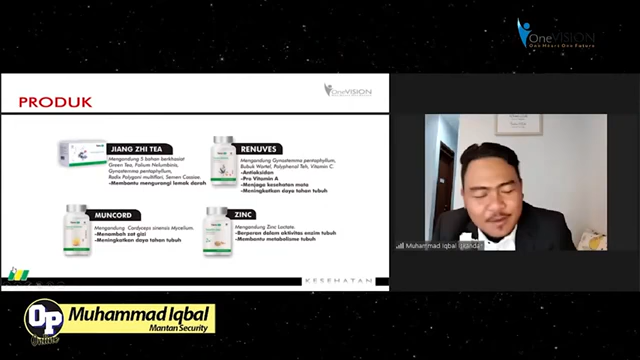 OneVISION
One Heart One Future
OneVISION
PRODUK
JIANG ZHI TEA
Mengandung 5 bahan berkhasiat
Green Tea, Folium Nelumbinis,
Gynostemma pentaphyllum,
Radix Polygoni multiflori, Semen Cassiae.
-Membantu mengurangi lemak darah
RENUVES
Mengandung Gynostemma pentaphyllum,
Bubuk Wortel, Polyphenol Teh, Vitamin C.
-Antioksidan
-Pro Vitamin A
-Menjaga kesehatan mata
-Meningkatkan daya tahan tubuh
MUNCORD
Mengandung Cordyceps sinensis Mycelium.
-Menambah zat gizi
-Meningkatkan daya tahan tubuh
ZINC
Mengandung Zinc Lactate.
-Berperan dalam aktivitas enzim tubuh
-Membantu metabolisme tubuh
KESEHATAN
Muhammad Iqbal
OP
Online
Muhammad Iqbal
Mantan Security